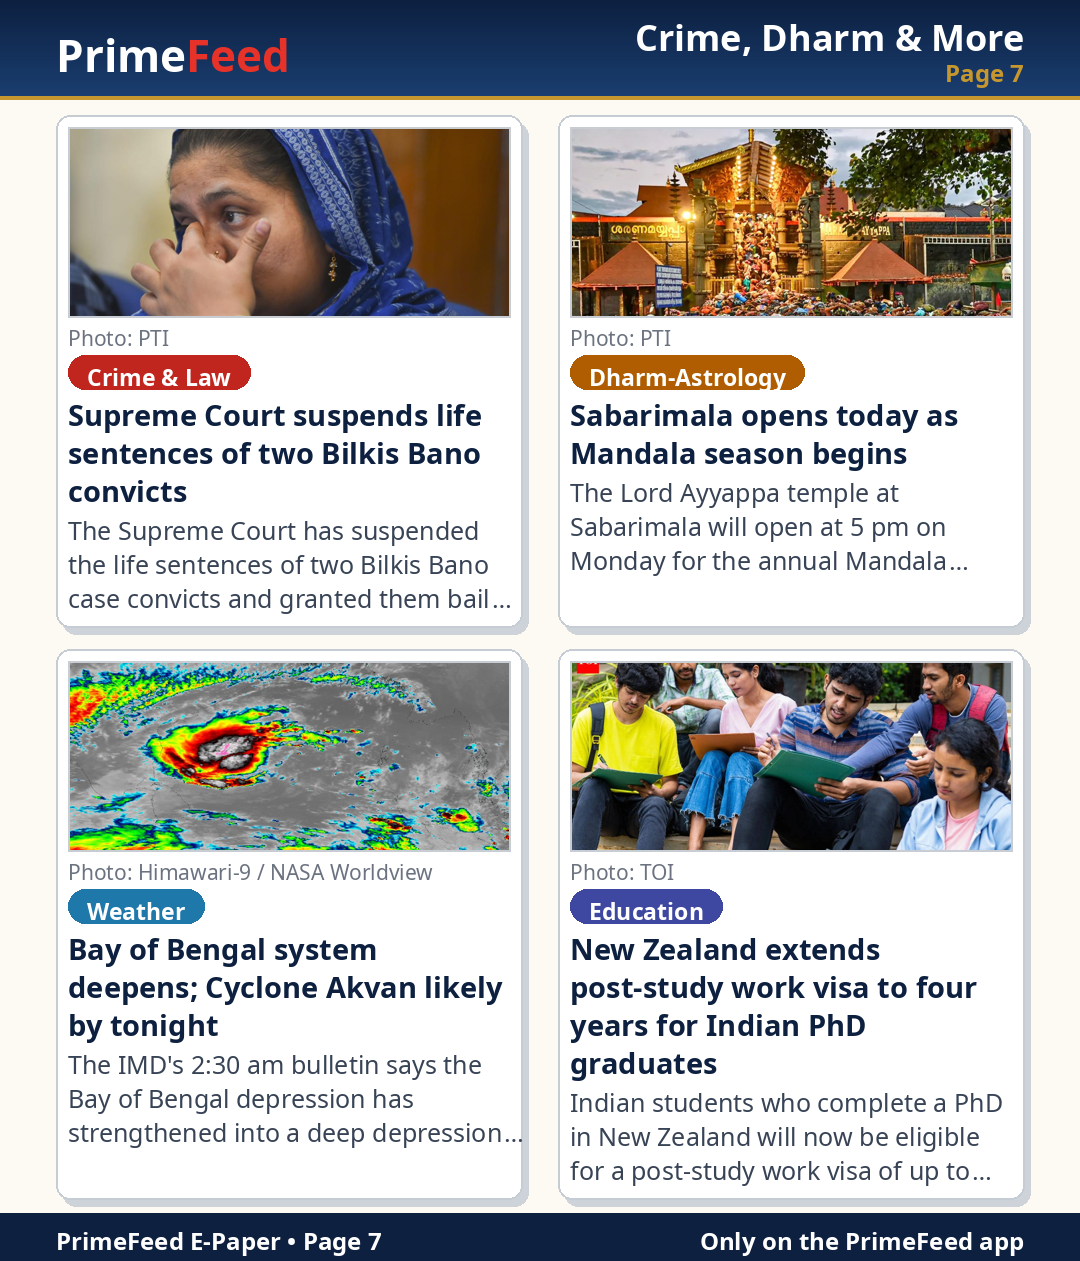 PrimeFeed
Crime, Dharm & More
Page 7
Photo: PTI
Crime & Law
Supreme Court suspends life
sentences of two Bilkis Bano
convicts
The Supreme Court has suspended
the life sentences of two Bilkis Bano
case convicts and granted them bail…
ശരണമയ്യപ്പാ
AYYAPPA
Photo: PTI
Dharm-Astrology
Sabarimala opens today as
Mandala season begins
The Lord Ayyappa temple at
Sabarimala will open at 5 pm on
Monday for the annual Mandala…
Photo: Himawari-9 / NASA Worldview
Weather
Bay of Bengal system
deepens; Cyclone Akvan likely
by tonight
The IMD's 2:30 am bulletin says the
Bay of Bengal depression has
strengthened into a deep depression…
Photo: TOI
Education
New Zealand extends
post-study work visa to four
years for Indian PhD
graduates
Indian students who complete a PhD
in New Zealand will now be eligible
for a post-study work visa of up to…
PrimeFeed E-Paper • Page 7
Only on the PrimeFeed app